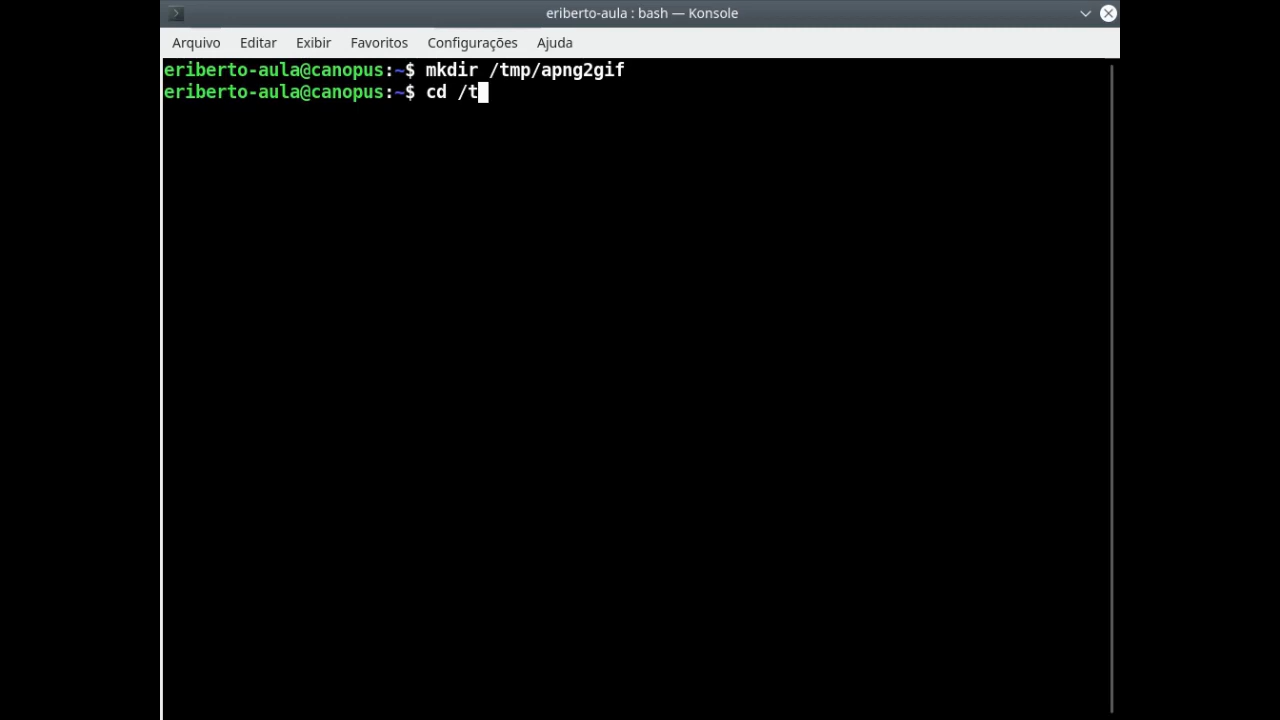 eriberto-aula : bash — Konsole
Arquivo Editar Exibir Favoritos Configurações Ajuda
eriberto-aula@canopus:~$ mkdir /tmp/apng2gif
eriberto-aula@canopus:~$ cd /t